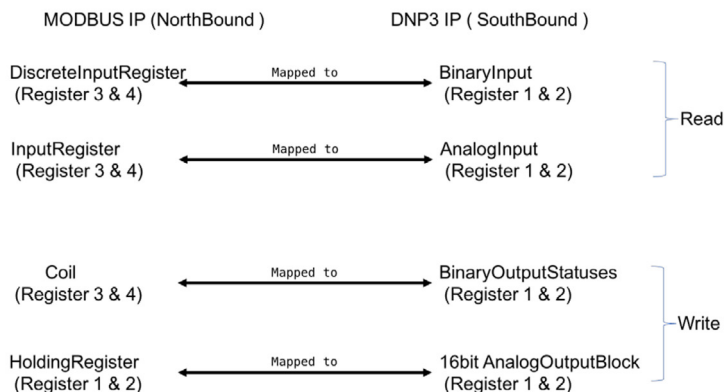 MODBUS IP (NorthBound ) DNP3 IP ( SouthBound )
DiscreteInputRegister Mapped to BinaryInput
(Register 3 & 4) (Register 1 & 2)
Read
InputRegister Mapped to AnalogInput
(Register 3 & 4) (Register 1 & 2)
Coil Mapped to BinaryOutputStatuses
(Register 3 & 4) (Register 1 & 2)
Write
HoldingRegister Mapped to 16bit AnalogOutputBlock
(Register 1 & 2) (Register 1 & 2)